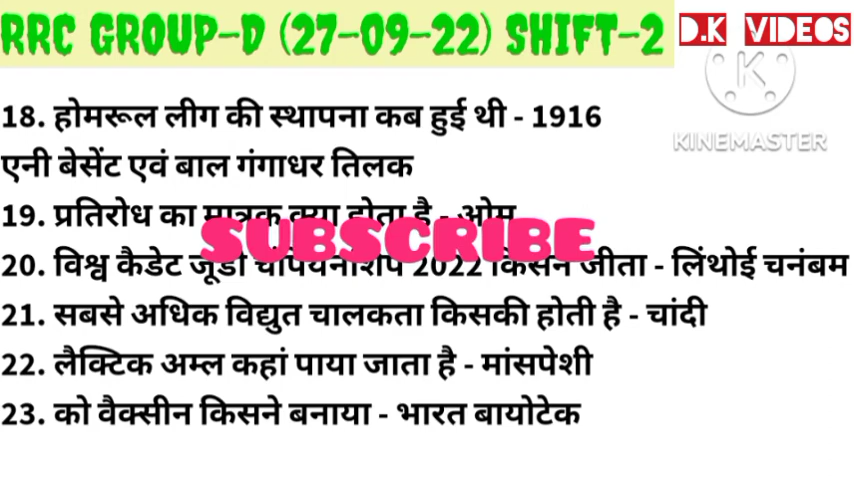 RRC GROUP-D (27-09-22) SHIFT-2
D.K VIDEOS
K
KINEMASTER
18. होमरूल लीग की स्थापना कब हुई थी - 1916
एनी बेसेंट एवं बाल गंगाधर तिलक
19. प्रतिरोध का मात्रक क्या होता है - ओम
SUBSCRIBE
20. विश्व कैडेट जूडो चैंपियनशिप 2022 किसने जीता - लिंथोई चनंबम
21. सबसे अधिक विद्युत चालकता किसकी होती है - चांदी
22. लैक्टिक अम्ल कहां पाया जाता है - मांसपेशी
23. को वैक्सीन किसने बनाया - भारत बायोटेक